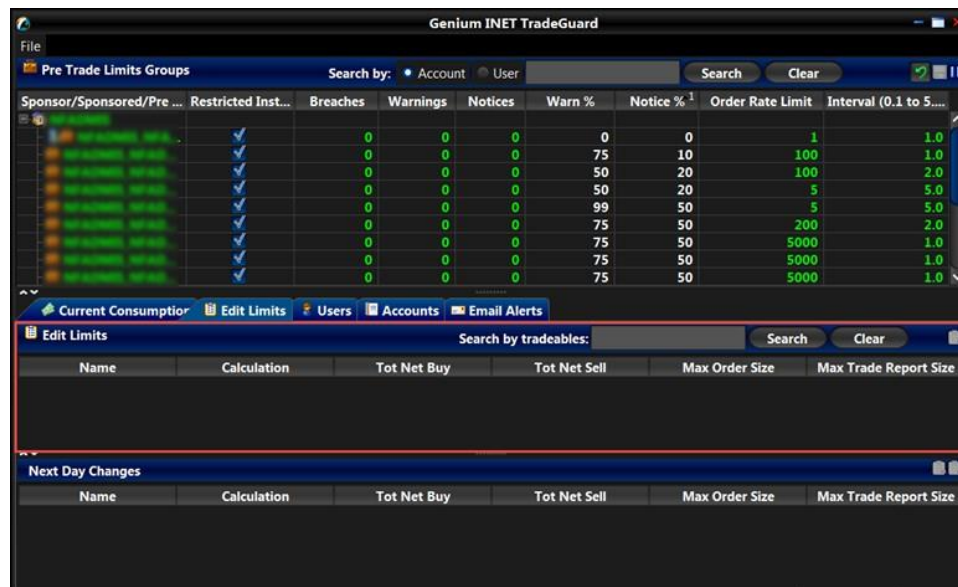 Genium INET TradeGuard
File
Pre Trade Limits Groups Search by: Account User Search Clear
Sponsor/Sponsored/Pre ... Restricted Inst... Breaches Warnings Notices Warn % Notice % 1 Order Rate Limit Interval (0.1 to 5....
0 0 0 0 0 1 1.0
0 0 0 75 10 100 1.0
0 0 0 50 20 100 2.0
0 0 0 50 20 5 5.0
0 0 0 99 50 5 5.0
0 0 0 75 50 200 2.0
0 0 0 75 50 5000 1.0
0 0 0 75 50 5000 1.0
0 0 0 75 50 5000 1.0
Current Consumption Edit Limits Users Accounts Email Alerts
Edit Limits Search by tradeables: Search Clear
Name Calculation Tot Net Buy Tot Net Sell Max Order Size Max Trade Report Size
Next Day Changes
Name Calculation Tot Net Buy Tot Net Sell Max Order Size Max Trade Report Size